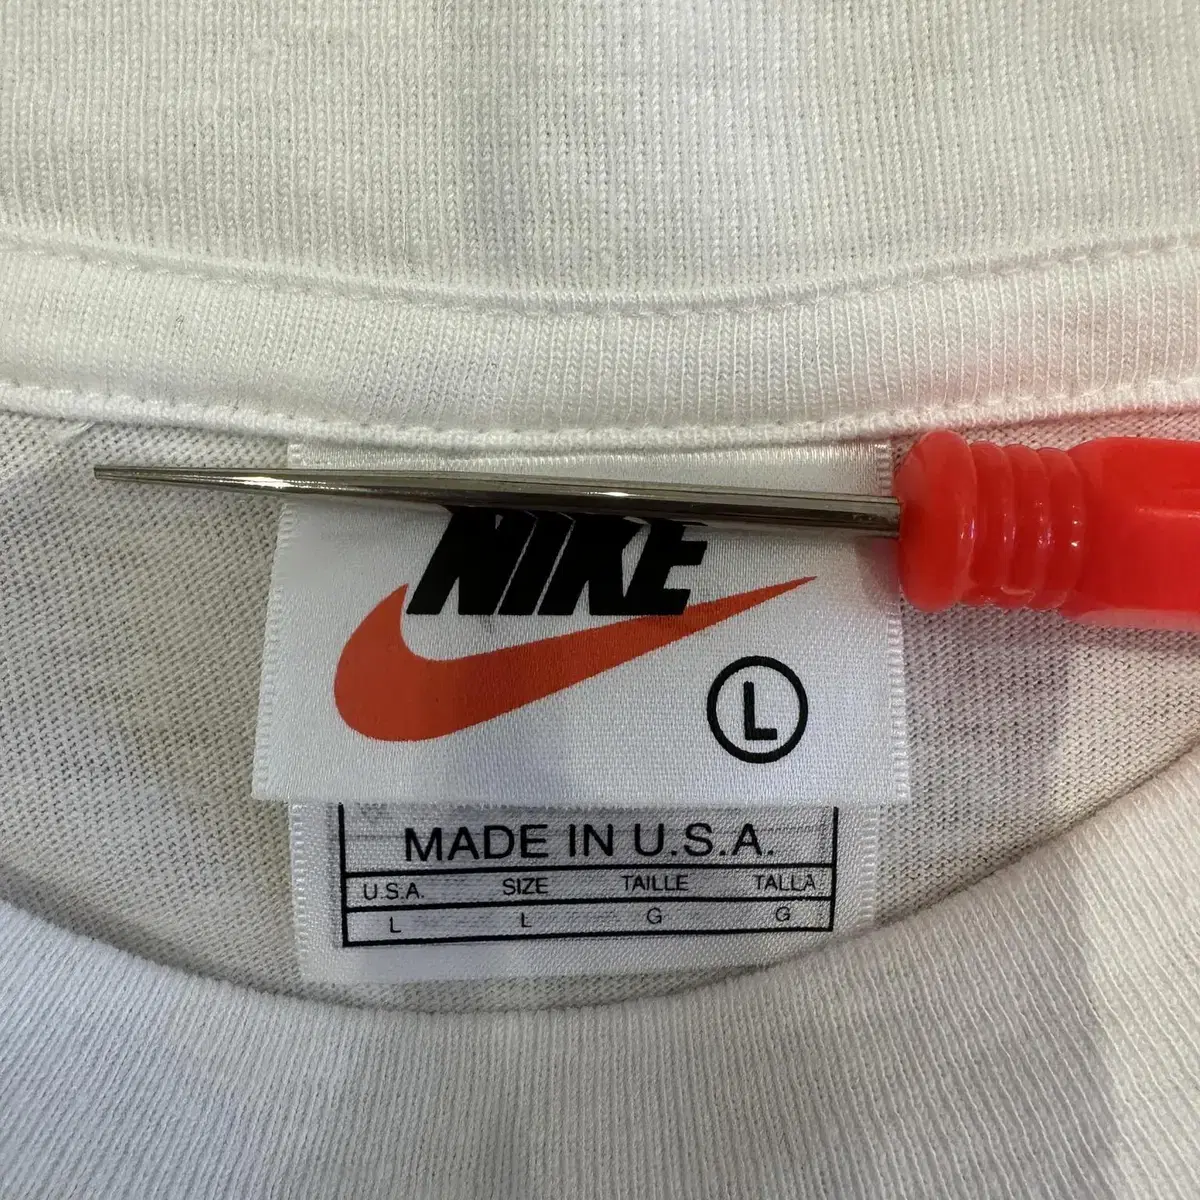 NIKE
L
MADE IN U.S.A.
U.S.A. SIZE TAILLE TALLA
L L G G